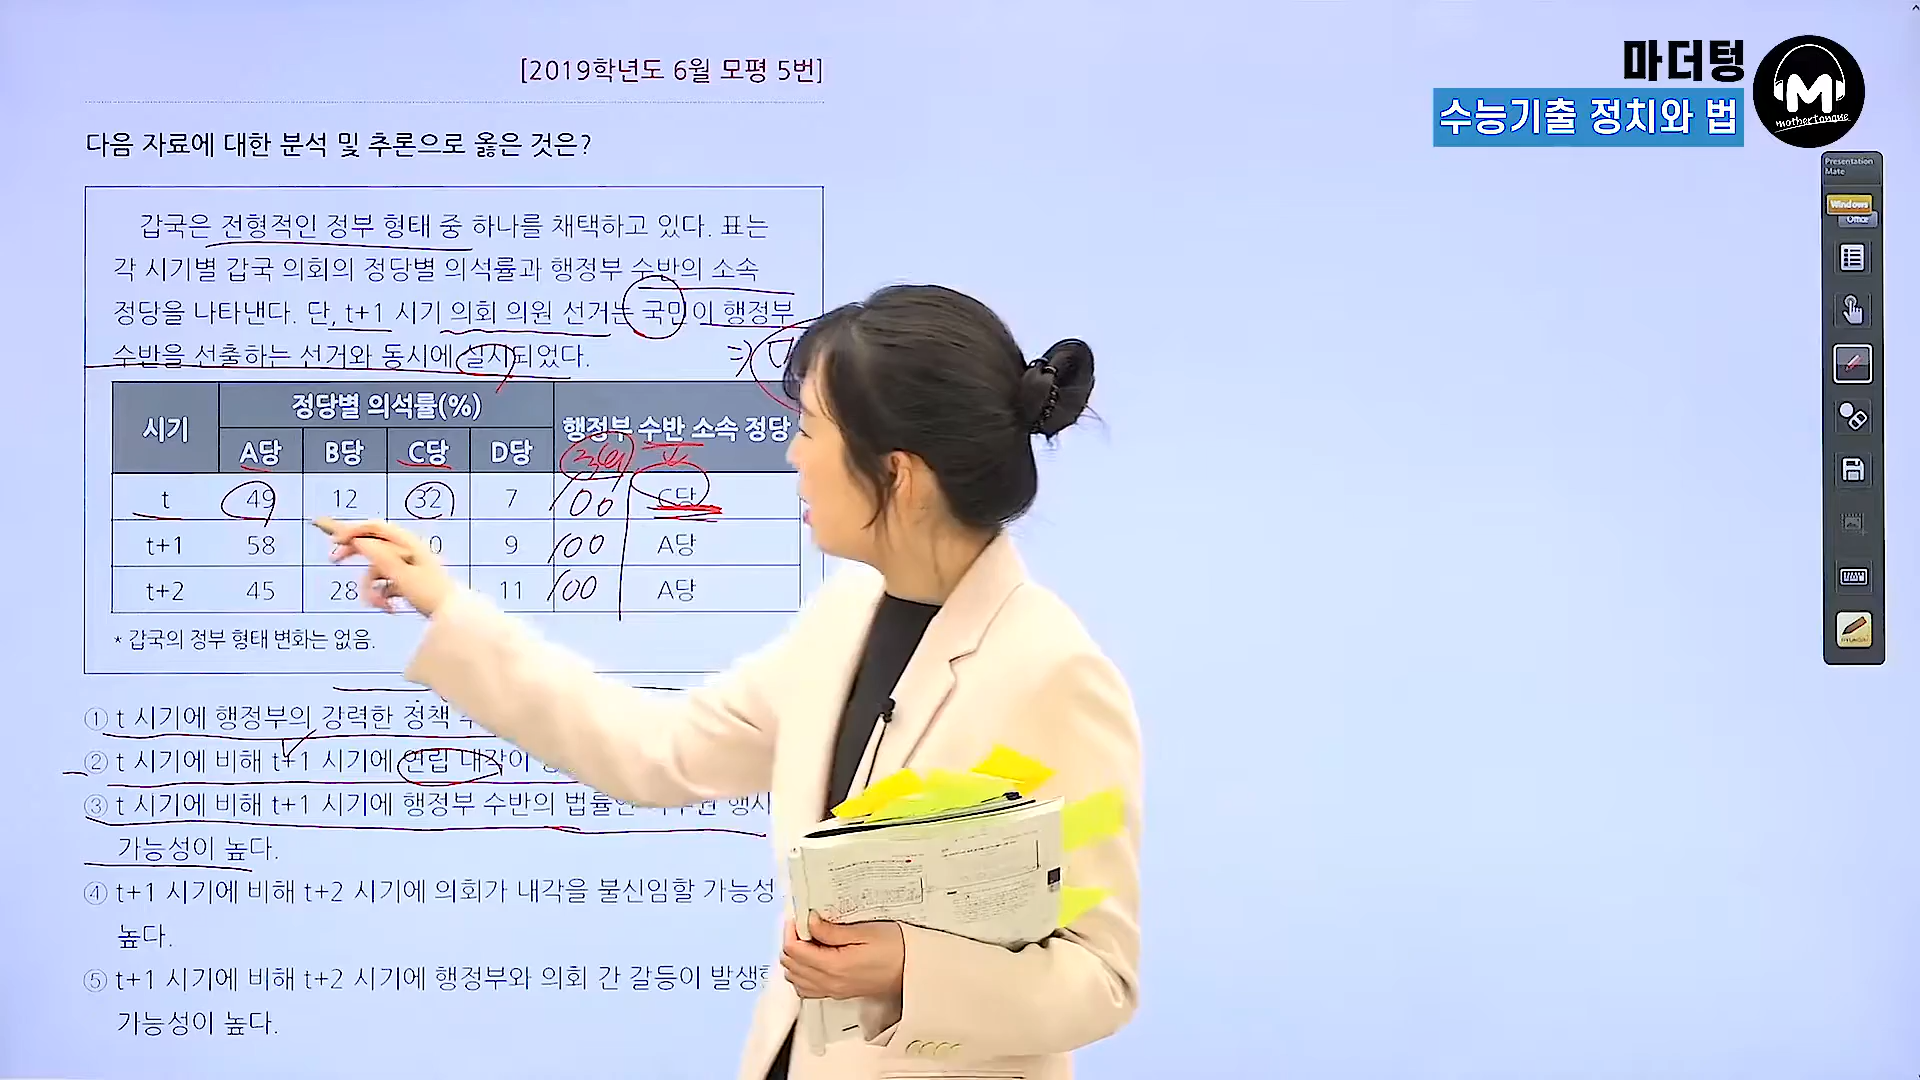 [2019학년도 6월 모평 5번]
마더텅
수능기출 정치와 법
M
mothertongue
Presentation
Mate
Windows
Office
다음 자료에 대한 분석 및 추론으로 옳은 것은?
갑국은 전형적인 정부 형태 중 하나를 채택하고 있다. 표는
각 시기별 갑국 의회의 정당별 의석률과 행정부 수반의 소속
정당을 나타낸다. 단, t+1 시기 의회 의원 선거는 국민이 행정부
수반을 선출하는 선거와 동시에 실시되었다.
시기 정당별 의석률(%) 행정부 수반 소속 정당
A당 B당 C당 D당
t 49 12 32 7 100 C당
t+1 58 9 100 A당
t+2 45 28 11 100 A당
* 갑국의 정부 형태 변화는 없음.
① t 시기에 행정부의 강력한 정책
② t 시기에 비해 t+1 시기에 연립 내각이
③ t 시기에 비해 t+1 시기에 행정부 수반의 법률안
가능성이 높다.
④ t+1 시기에 비해 t+2 시기에 의회가 내각을 불신임할 가능성
높다.
⑤ t+1 시기에 비해 t+2 시기에 행정부와 의회 간 갈등이
가능성이 높다.